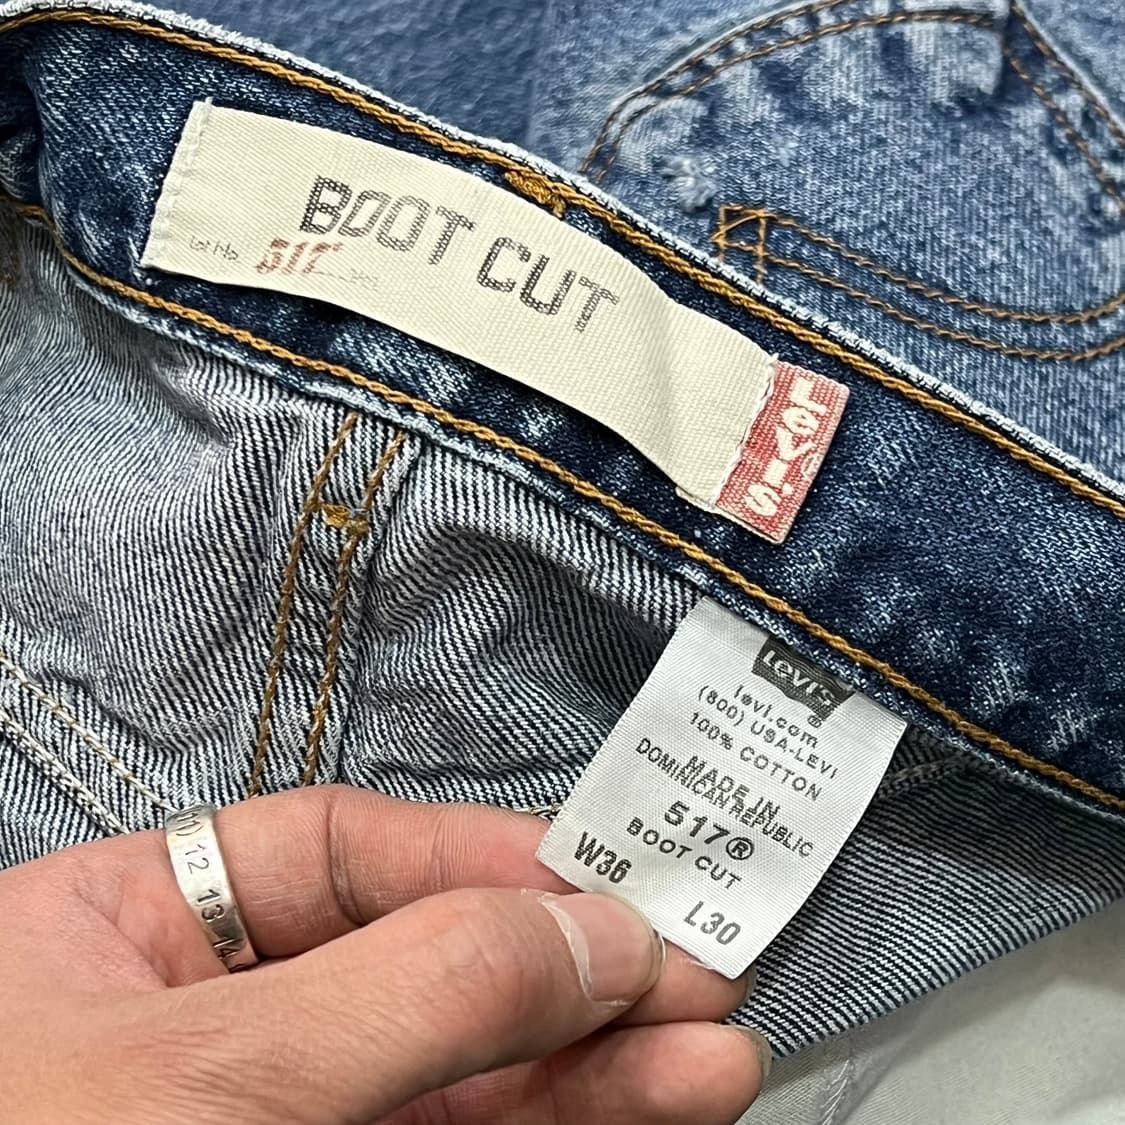 BOOT CUT
Lot No 517
Levi's
Levi's®
levi.com
(800) USA-LEVI
100% COTTON
MADE IN
DOMINICAN REPUBLIC
517®
BOOT CUT
W36 L30
12 13 14